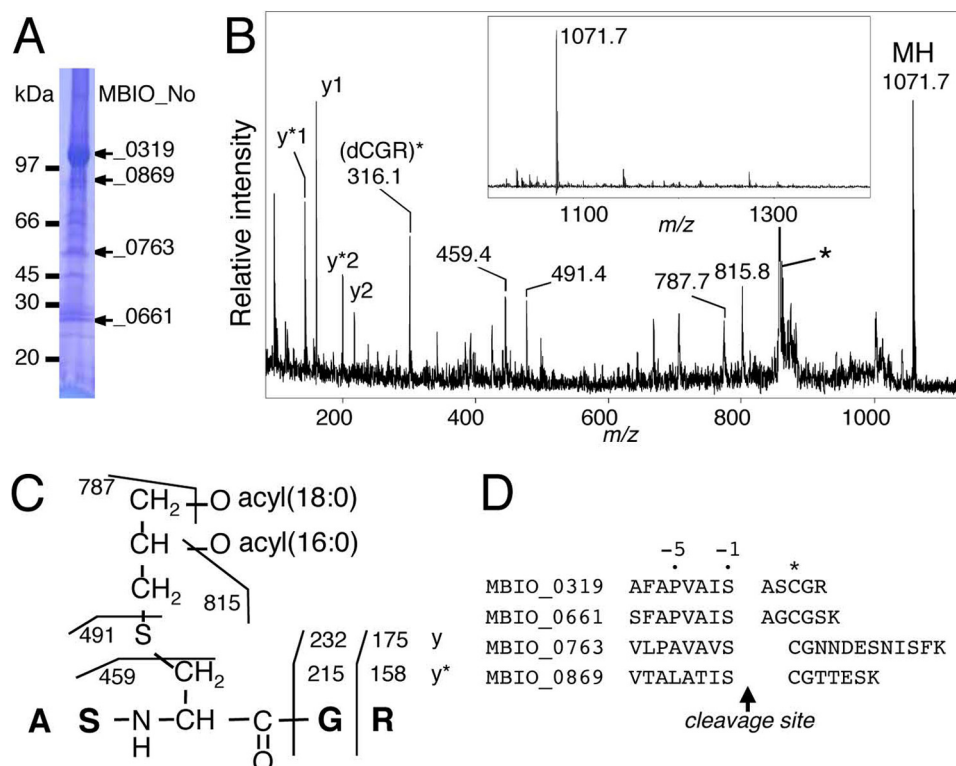 A
kDa MBIO_No
_0319
97
_0869
66
_0763
45
30
_0661
20
B
Relative intensity
y*1
y1
y*2
y2
(dCGR)*
316.1
459.4
491.4
787.7
815.8
*
MH
1071.7
1071.7
1100 1300
m/z
200 400 600 800 1000
m/z
C
787
CH2 O acyl(18:0)
CH O acyl(16:0)
CH2
815
S
491
459
CH2
232 175 y
215 158 y*
A S N CH C G R
H O
D
−5 −1 *
MBIO_0319 AFAPVAIS ASCGR
MBIO_0661 SFAPVAIS AGCGSK
MBIO_0763 VLPAVAVS CGNNDESNISFK
MBIO_0869 VTALATIS CGTTESK
cleavage site